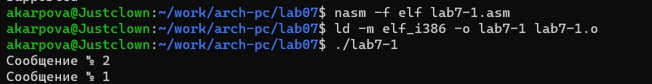 akarpova@Justclown:~/work/arch-pc/lab07$ nasm -f elf lab7-1.asm
akarpova@Justclown:~/work/arch-pc/lab07$ ld -m elf_i386 -o lab7-1 lab7-1.o
akarpova@Justclown:~/work/arch-pc/lab07$ ./lab7-1
Сообщение № 2
Сообщение № 1